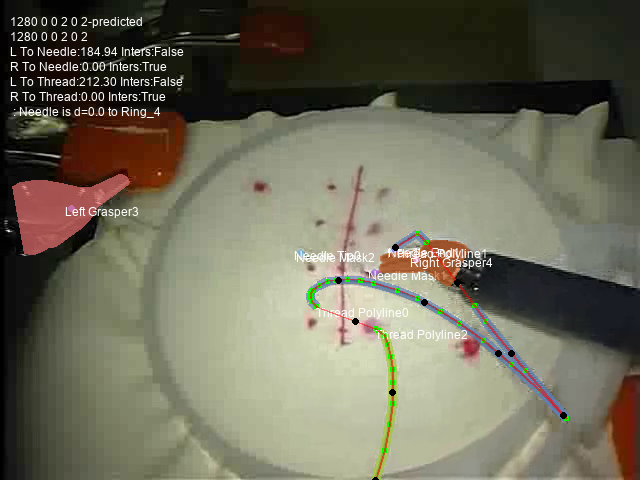 1280 0 0 2 0 2-predicted
1280 0 0 2 0 2
L To Needle:184.94 Inters:False
R To Needle:0.00 Inters:True
L To Thread:212.30 Inters:False
R To Thread:0.00 Inters:True
: Needle is d=0.0 to Ring_4
Left Grasper3
Needle Mask2
Right Grasper4
Needle Mask1
Thread Polyline0
Thread Polyline2